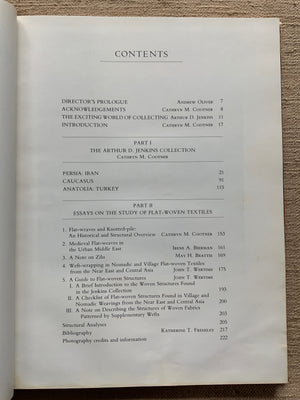 CONTENTS
DIRECTOR'S PROLOGUE ANDREW OLIVER 7
ACKNOWLEDGEMENTS CATHRYN M. COOTNER 8
THE EXCITING WORLD OF COLLECTING ARTHUR D. JENKINS 11
INTRODUCTION CATHRYN M. COOTNER 17
PART I
THE ARTHUR D. JENKINS COLLECTION
CATHRYN M. COOTNER
PERSIA: IRAN 25
CAUCASUS 91
ANATOLIA: TURKEY 115
PART II
ESSAYS ON THE STUDY OF FLAT-WOVEN TEXTILES
1. Flat-weaves and Knotted-pile:
An Historical and Structural Overview CATHRYN M. COOTNER 153
2. Medieval Flat-weaves in
the Urban Middle East IRENE A. BIERMAN 161
3. A Note on Zilu MAY H. BEATTIE 169
4. Weft-wrapping in Nomadic and Village Flat-woven Textiles
from the Near East and Central Asia JOHN T. WERTIME 175
5. A Guide to Flat-woven Structures JOHN T. WERTIME
I. A Brief Introduction to the Woven Structures Found
in the Jenkins Collection 193
II. A Checklist of Flat-woven Structures Found in Village and
Nomadic Weavings from the Near East and Central Asia 200
III. A Note on Describing the Structures of Woven Fabrics
Patterned by Supplementary Wefts 203
Structural Analyses 205
Bibliography KATHERINE T. FRESHLEY 217
Photography credits and information 222